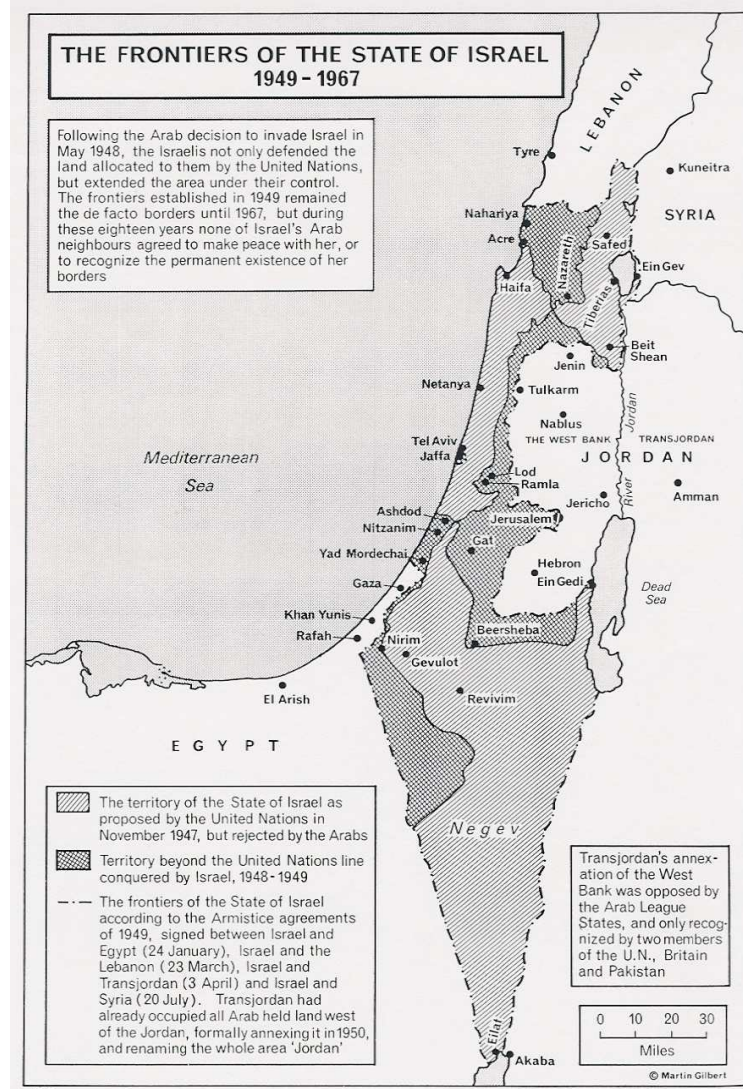 THE FRONTIERS OF THE STATE OF ISRAEL
1949 - 1967
Following the Arab decision to invade Israel in
May 1948, the Israelis not only defended the
land allocated to them by the United Nations,
but extended the area under their control.
The frontiers established in 1949 remained
the de facto borders until 1967, but during
these eighteen years none of Israel's Arab
neighbours agreed to make peace with her, or
to recognize the permanent existence of her
borders
LEBANON
Tyre
Kuneitra
SYRIA
Nahariya
Acre
Safed
Nazareth
Ein Gev
Haifa
Tiberias
Beit
Shean
Jenin
Netanya
Tulkarm
Nablus
Jordan
River
THE WEST BANK
TRANSJORDAN
JORDAN
Mediterranean
Sea
Tel Aviv
Jaffa
Lod
Ramla
Jericho
Amman
Ashdod
Nitzanim
Jerusalem
Gat
Yad Mordechai
Hebron
Ein Gedi
Dead
Sea
Gaza
Khan Yunis
Rafah
Nirim
Beersheba
Gevulot
Revivim
El Arish
EGYPT
Negev
Eilat
Akaba
The territory of the State of Israel as
proposed by the United Nations in
November 1947, but rejected by the Arabs
Territory beyond the United Nations line
conquered by Israel, 1948-1949
The frontiers of the State of Israel
according to the Armistice agreements
of 1949, signed between Israel and
Egypt (24 January), Israel and the
Lebanon (23 March), Israel and
Transjordan (3 April) and Israel and
Syria (20 July). Transjordan had
already occupied all Arab held land west
of the Jordan, formally annexing it in 1950,
and renaming the whole area 'Jordan'
Transjordan's annex-
ation of the West
Bank was opposed by
the Arab League
States, and only recog-
nized by two members
of the U.N., Britain
and Pakistan
0 10 20 30
Miles
© Martin Gilbert